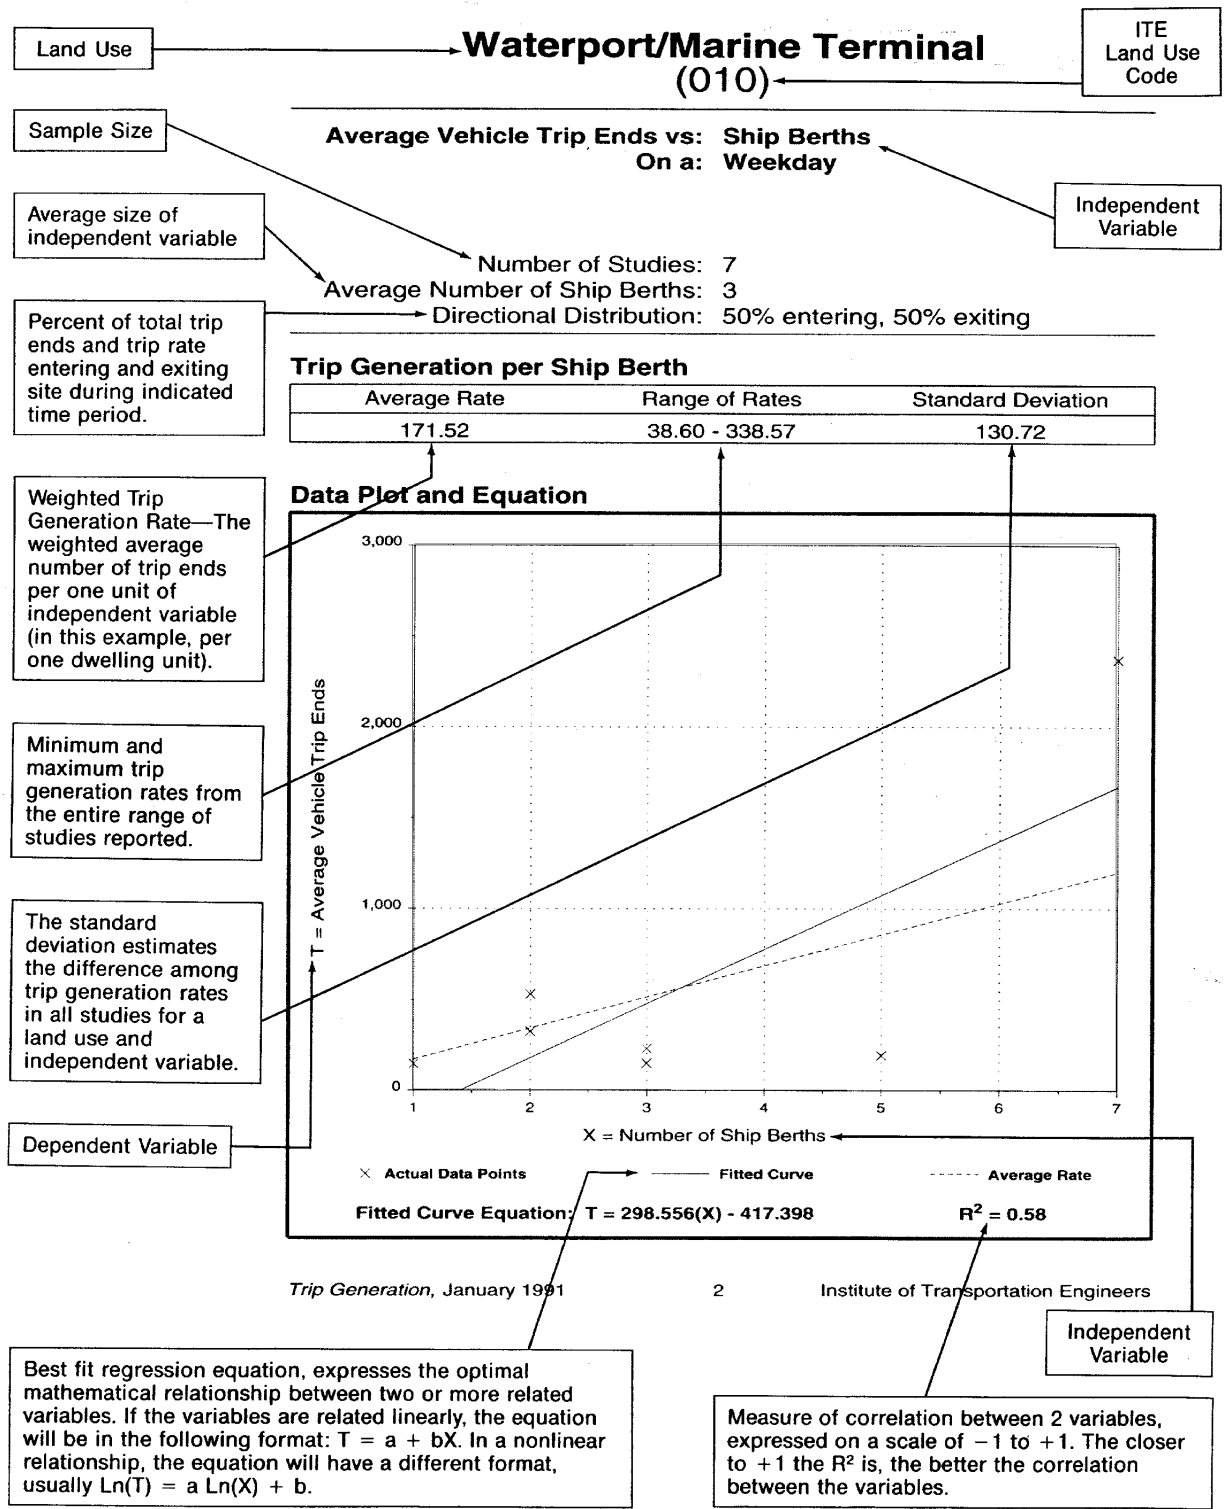 Land Use
Waterport/Marine Terminal
(010)
ITE
Land Use
Code
Sample Size
Average Vehicle Trip Ends vs: Ship Berths
On a: Weekday
Average size of
independent variable
Independent
Variable
Number of Studies: 7
Average Number of Ship Berths: 3
Directional Distribution: 50% entering, 50% exiting
Percent of total trip
ends and trip rate
entering and exiting
site during indicated
time period.
Trip Generation per Ship Berth
Average Rate Range of Rates Standard Deviation
171.52 38.60 - 338.57 130.72
Weighted Trip
Generation Rate—The
weighted average
number of trip ends
per one unit of
independent variable
(in this example, per
one dwelling unit).
Data Plot and Equation
3,000
2,000
1,000
0
T = Average Vehicle Trip Ends
Minimum and
maximum trip
generation rates from
the entire range of
studies reported.
The standard
deviation estimates
the difference among
trip generation rates
in all studies for a
land use and
independent variable.
1 2 3 4 5 6 7
X = Number of Ship Berths
Dependent Variable
× Actual Data Points Fitted Curve Average Rate
Fitted Curve Equation: T = 298.556(X) - 417.398 R² = 0.58
Trip Generation, January 1991 2 Institute of Transportation Engineers
Independent
Variable
Best fit regression equation, expresses the optimal
mathematical relationship between two or more related
variables. If the variables are related linearly, the equation
will be in the following format: T = a + bX. In a nonlinear
relationship, the equation will have a different format,
usually Ln(T) = a Ln(X) + b.
Measure of correlation between 2 variables,
expressed on a scale of −1 to +1. The closer
to +1 the R² is, the better the correlation
between the variables.